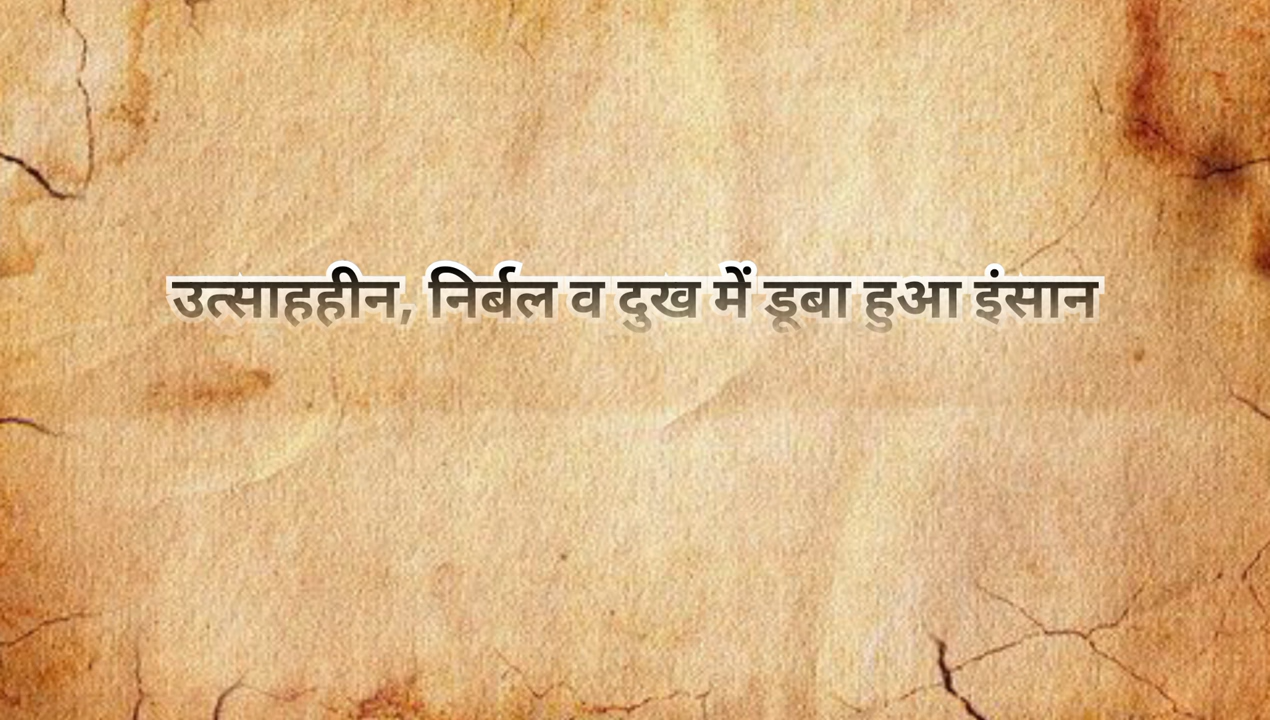 उत्साहहीन, निर्बल व दुख में डूबा हुआ इंसान